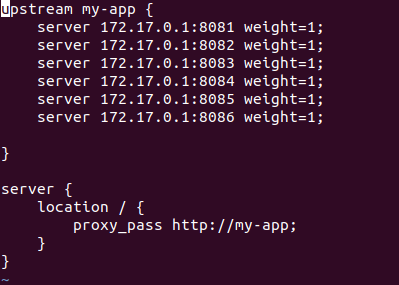 upstream my-app {
    server 172.17.0.1:8081 weight=1;
    server 172.17.0.1:8082 weight=1;
    server 172.17.0.1:8083 weight=1;
    server 172.17.0.1:8084 weight=1;
    server 172.17.0.1:8085 weight=1;
    server 172.17.0.1:8086 weight=1;

}

server {
    location / {
        proxy_pass http://my-app;
    }
}
~